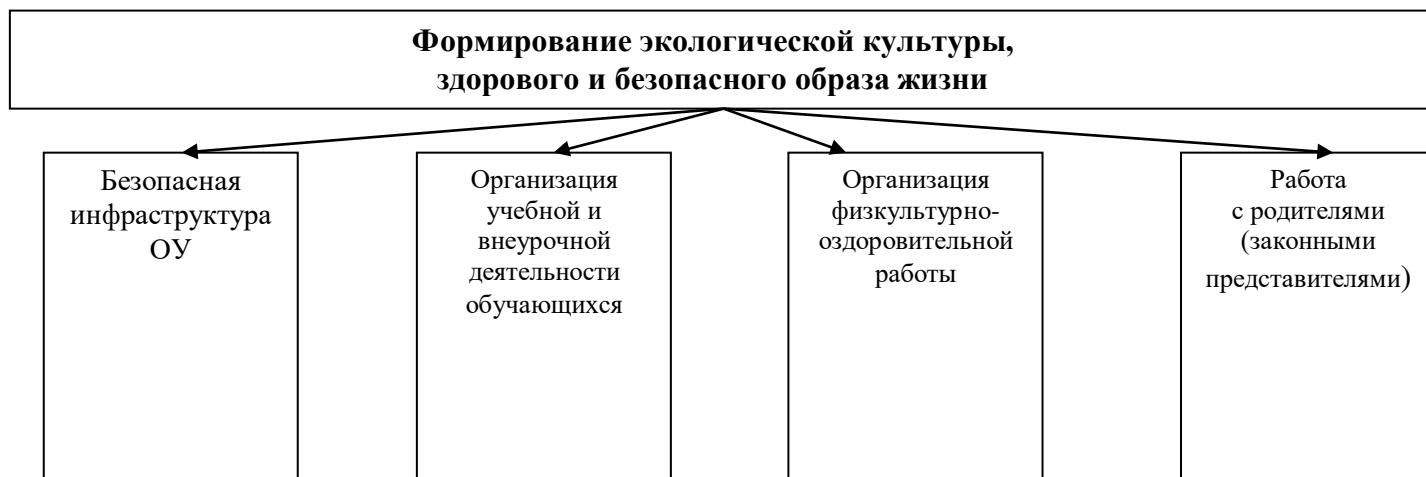 Формирование экологической культуры,
здорового и безопасного образа жизни
Безопасная
инфраструктура
ОУ
Организация
учебной и
внеурочной
деятельности
обучающихся
Организация
физкультурно-
оздоровительной
работы
Работа
с родителями
(законными
представителями)